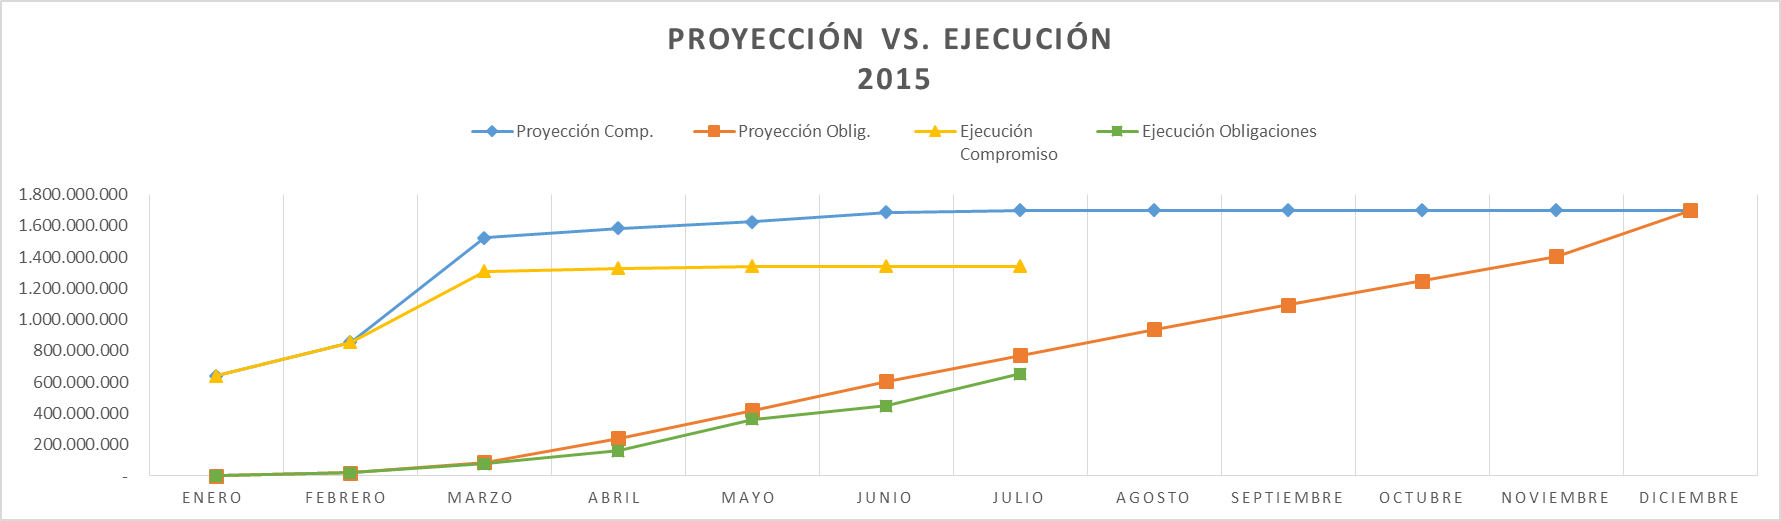 PROYECCIÓN VS. EJECUCIÓN
2015
Proyección Comp.
Proyección Oblig.
Ejecución
Compromiso
Ejecución Obligaciones
1.800.000.000
1.600.000.000
1.400.000.000
1.200.000.000
1.000.000.000
800.000.000
600.000.000
400.000.000
200.000.000
-
ENERO
FEBRERO
MARZO
ABRIL
MAYO
JUNIO
JULIO
AGOSTO
SEPTIEMBRE
OCTUBRE
NOVIEMBRE
DICIEMBRE